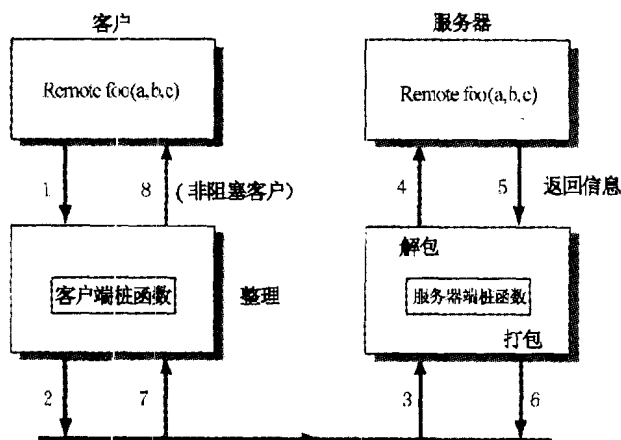 客户
服务器
Remote foo(a,b,c)
Remote foo(a,b,c)
1
8
(非阻塞客户)
4
5
返回信息
客户端桩函数
整理
解包
服务器端桩函数
打包
2
7
3
6